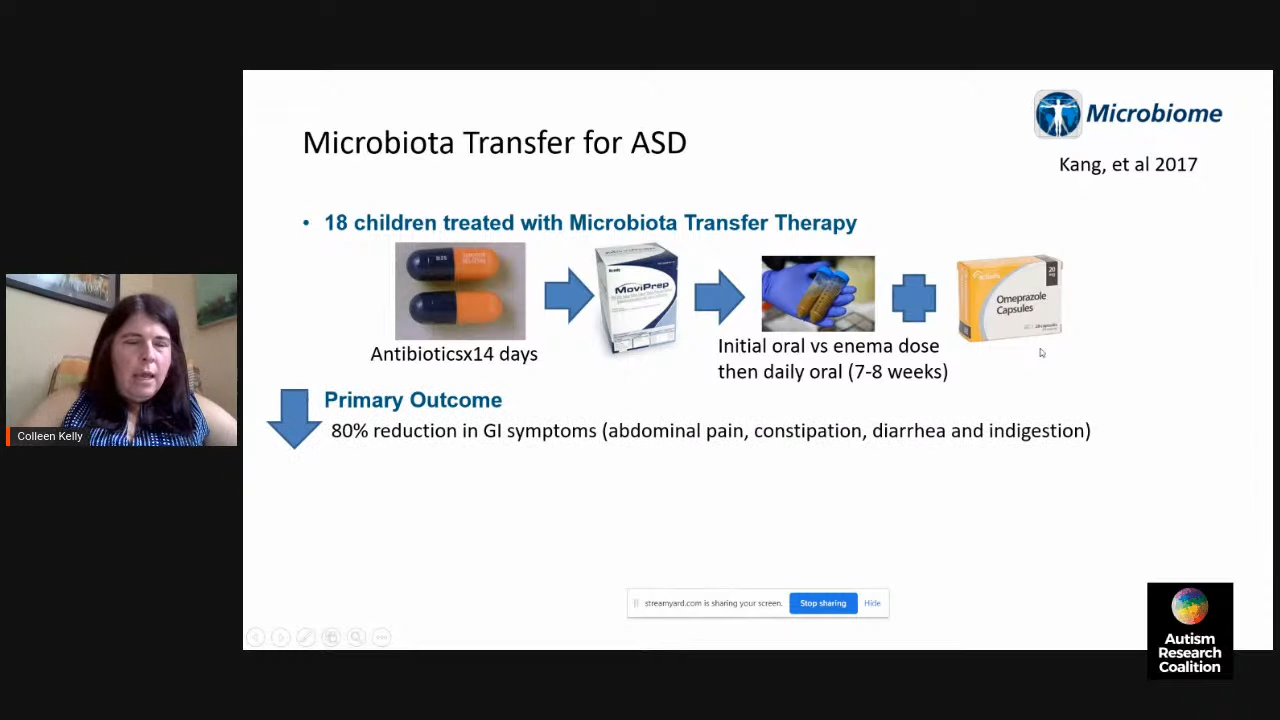 Microbiome
Microbiota Transfer for ASD
Kang, et al 2017
• 18 children treated with Microbiota Transfer Therapy
MoviPrep
20
mg
Omeprazole
Capsules
Initial oral vs enema dose
Antibioticsx14 days
then daily oral (7-8 weeks)
Primary Outcome
80% reduction in GI symptoms (abdominal pain, constipation, diarrhea and indigestion)
Colleen Kelly
streamyard.com is sharing your screen.
Stop sharing
Hide
Autism
Research
Coalition